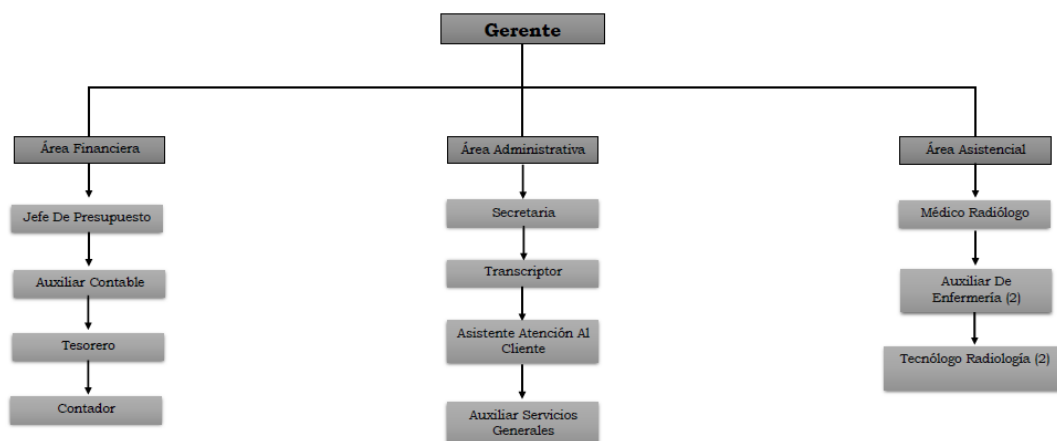 Gerente
Área Financiera
Área Administrativa
Área Asistencial
Jefe De Presupuesto
Secretaria
Médico Radiólogo
Auxiliar Contable
Transcriptor
Auxiliar De
Enfermería (2)
Tesorero
Asistente Atención Al
Cliente
Tecnólogo Radiología (2)
Contador
Auxiliar Servicios
Generales